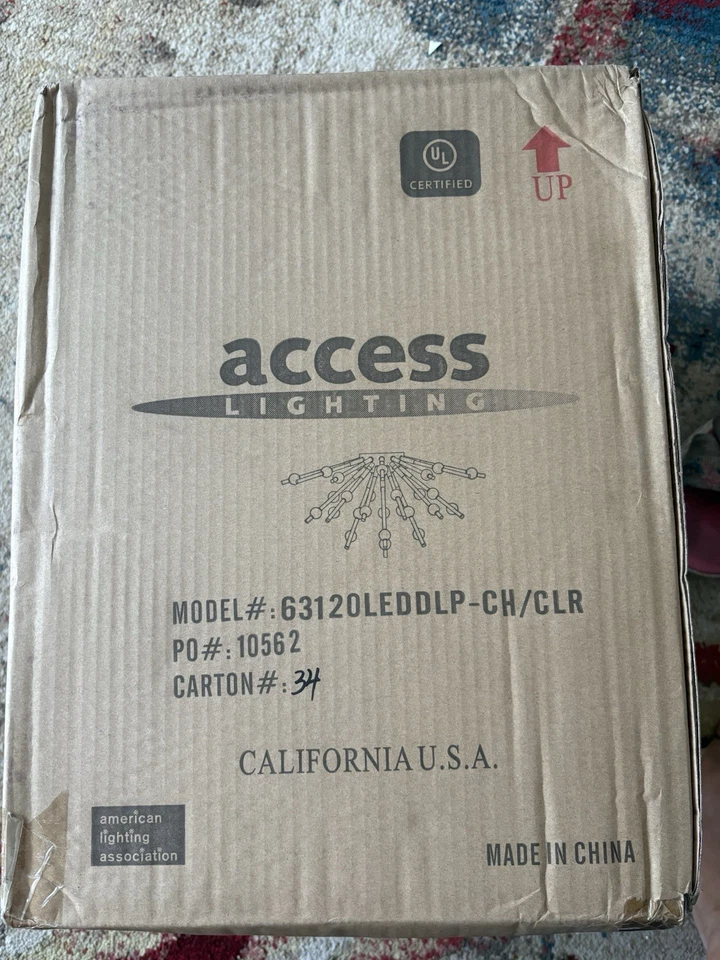 UL
CERTIFIED
UP
access
LIGHTING
MODEL#:63120LEDDLP-CH/CLR
PO#:10562
CARTON#:34
CALIFORNIA U.S.A.
american
lighting
association
MADE IN CHINA